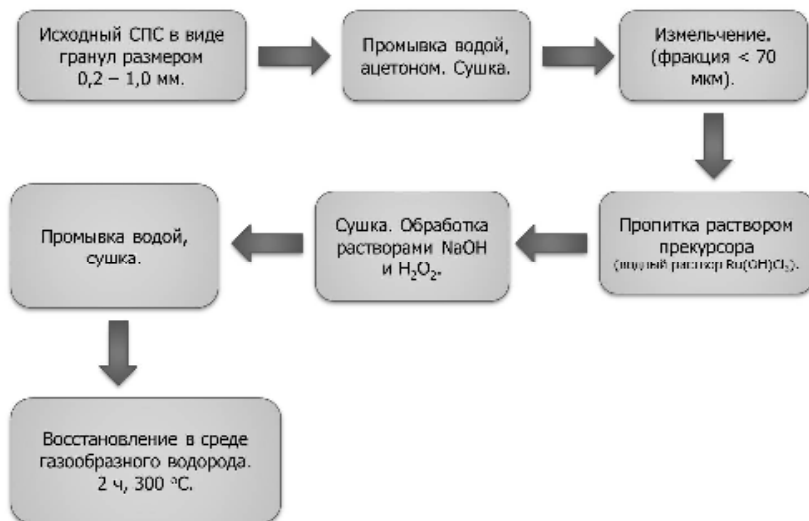 Исходный СПС в виде
гранул размером
0,2 – 1,0 мм.
Промывка водой,
ацетоном. Сушка.
Измельчение.
(фракция < 70
мкм).
Пропитка раствором
прекурсора
(водный раствор Ru(OH)Cl₃).
Сушка. Обработка
растворами NaOH
и H₂O₂.
Промывка водой,
сушка.
Восстановление в среде
газообразного водорода.
2 ч, 300 °С.